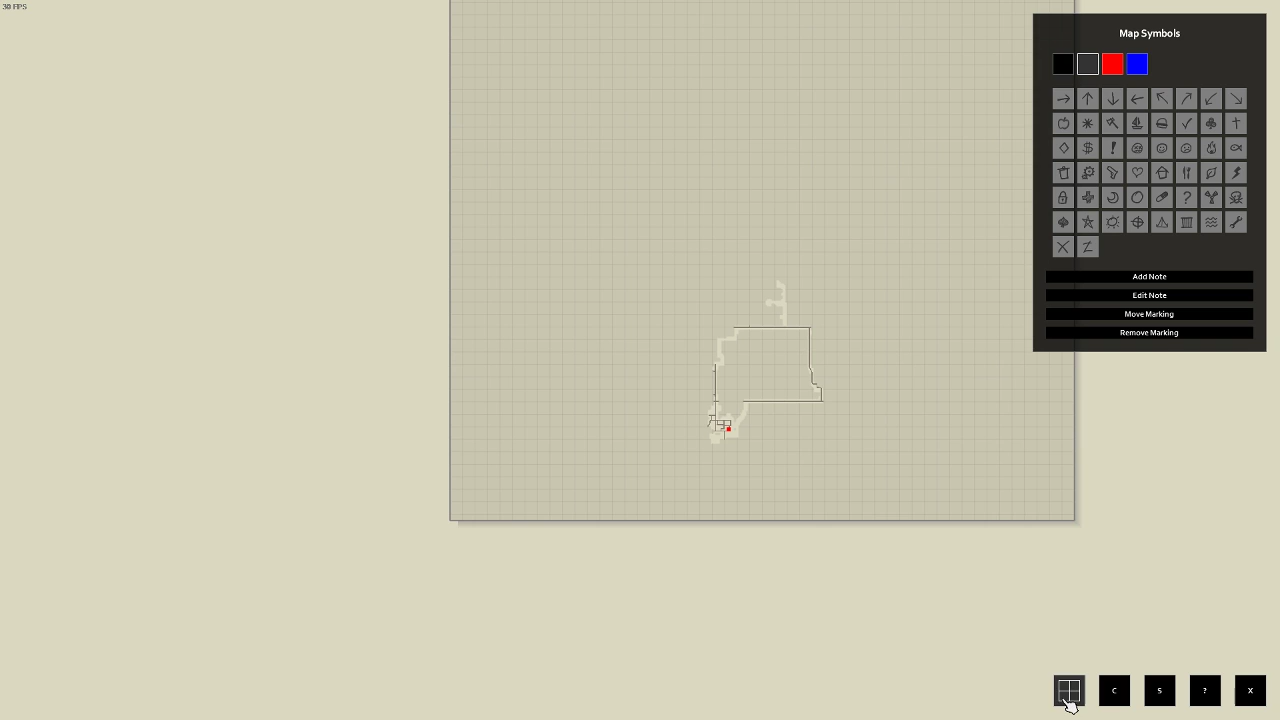 30 FPS
Map Symbols
Add Note
Edit Note
Move Marking
Remove Marking
C S ? X